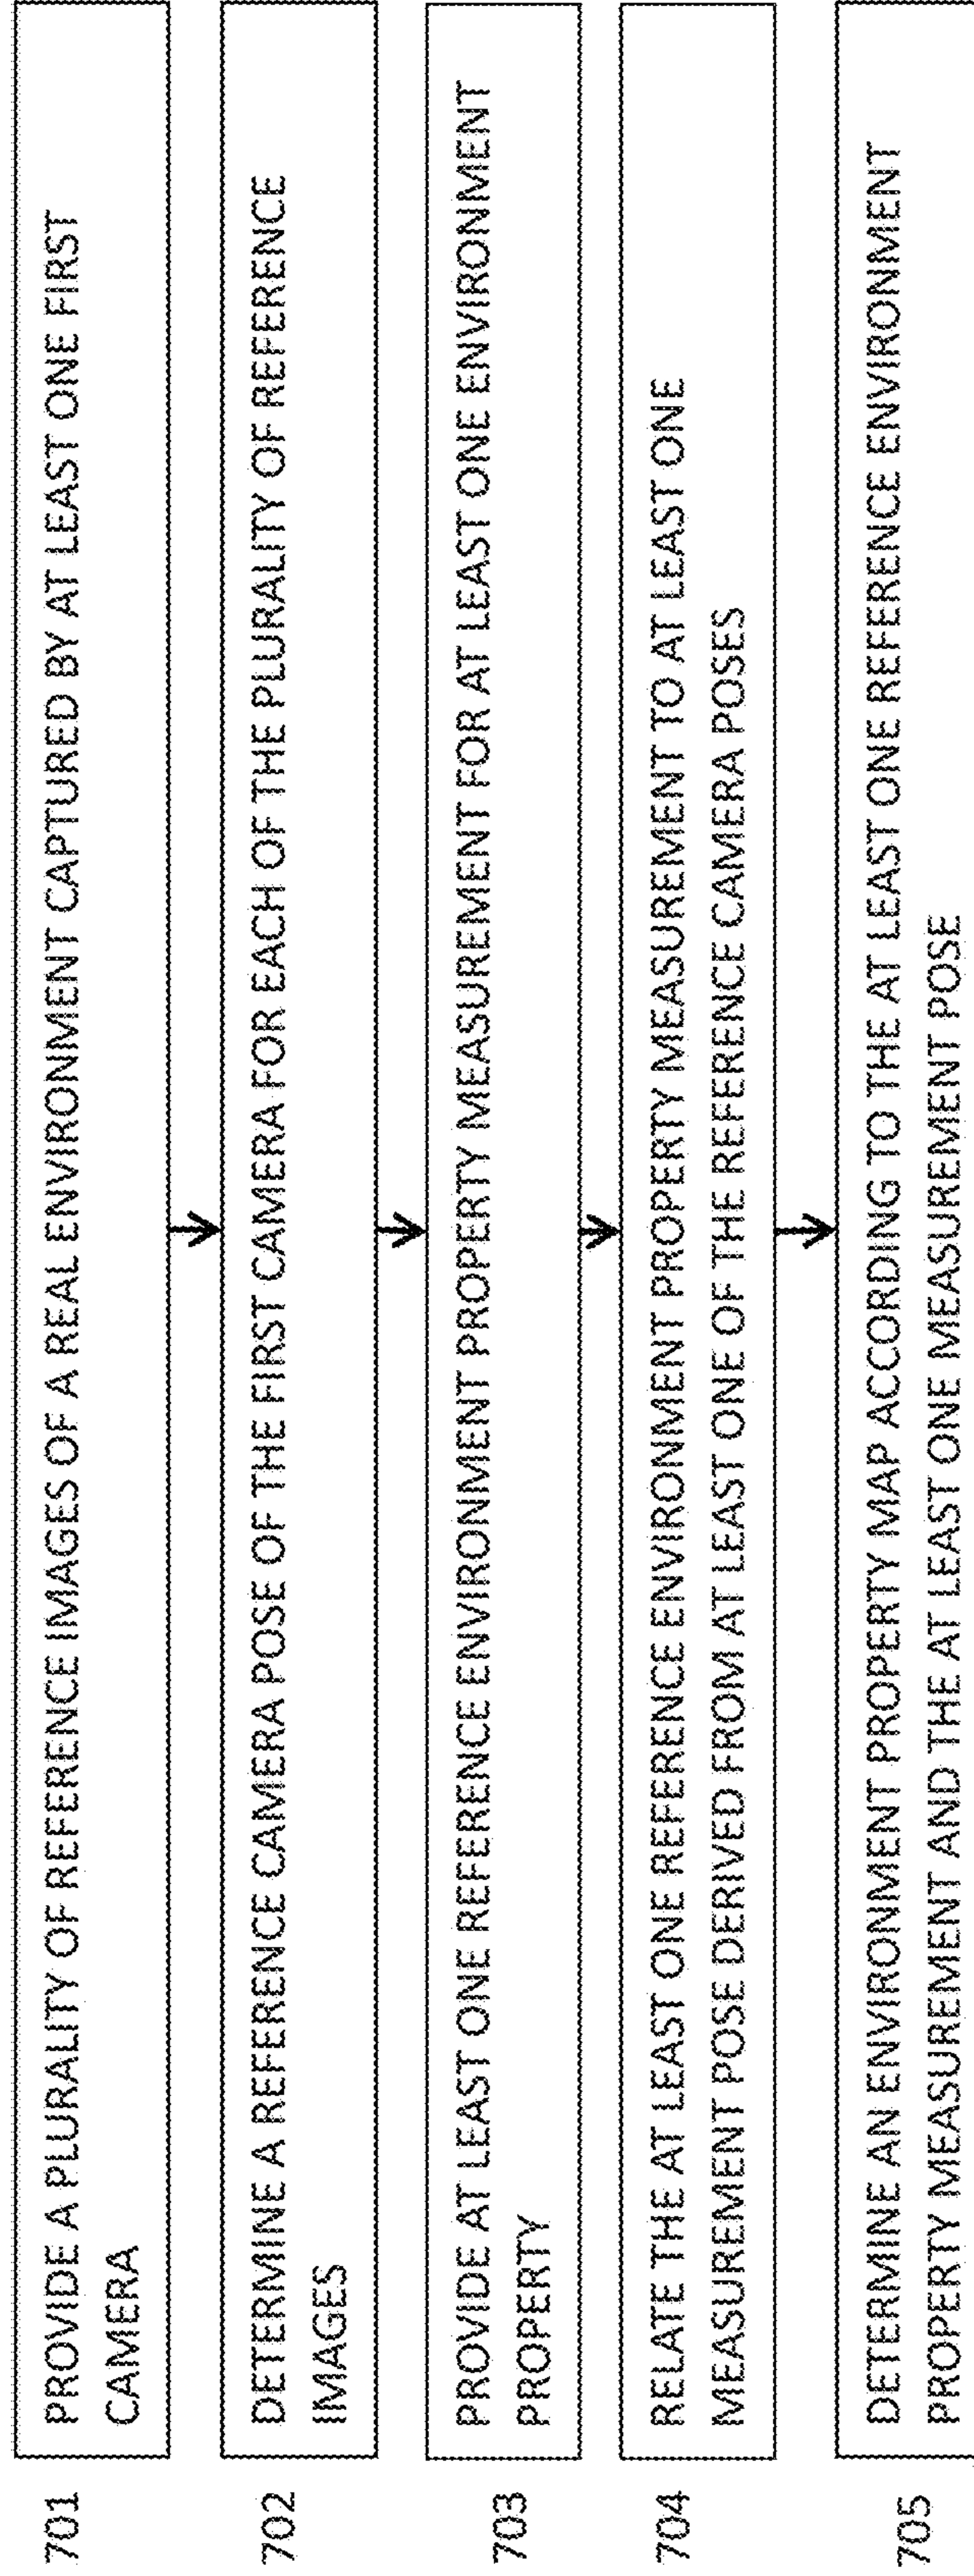 701
PROVIDE A PLURALITY OF REFERENCE IMAGES OF A REAL ENVIRONMENT CAPTURED BY AT LEAST ONE FIRST
CAMERA
702
DETERMINE A REFERENCE CAMERA POSE OF THE FIRST CAMERA FOR EACH OF THE PLURALITY OF REFERENCE
IMAGES
703
PROVIDE AT LEAST ONE REFERENCE ENVIRONMENT PROPERTY MEASUREMENT FOR AT LEAST ONE ENVIRONMENT
PROPERTY
704
RELATE THE AT LEAST ONE REFERENCE ENVIRONMENT PROPERTY MEASUREMENT TO AT LEAST ONE
MEASUREMENT POSE DERIVED FROM AT LEAST ONE OF THE REFERENCE CAMERA POSES
705
DETERMINE AN ENVIRONMENT PROPERTY MAP ACCORDING TO THE AT LEAST ONE REFERENCE ENVIRONMENT
PROPERTY MEASUREMENT AND THE AT LEAST ONE MEASUREMENT POSE